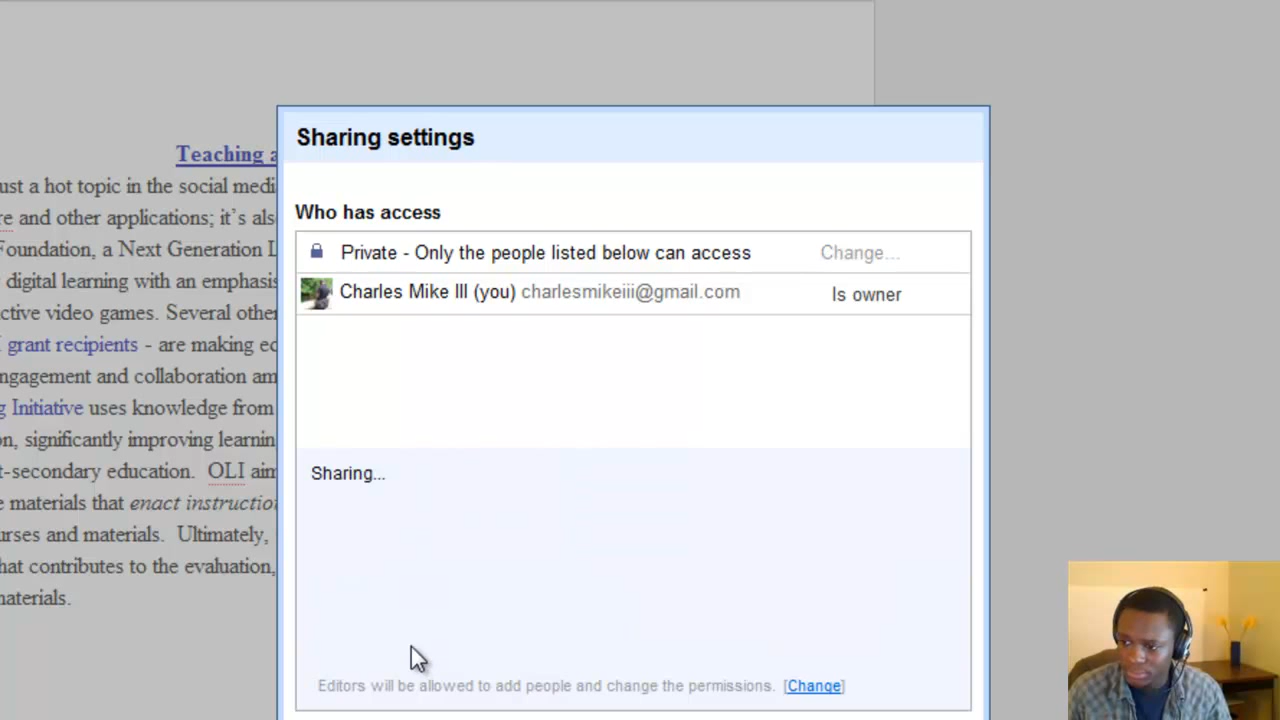 Sharing settings
Who has access
Private - Only the people listed below can access Change...
Charles Mike III (you) charlesmikeiii@gmail.com Is owner
Sharing...
Editors will be allowed to add people and change the permissions. [Change]
Teaching a
ust a hot topic in the social medi
re and other applications; it's als
Foundation, a Next Generation L
digital learning with an emphasis
ctive video games. Several other
grant recipients - are making ed
ngagement and collaboration am
g Initiative uses knowledge from
on, significantly improving learnin
t-secondary education. OLI aim
e materials that enact instruction
urses and materials. Ultimately,
hat contributes to the evaluation,
naterials.